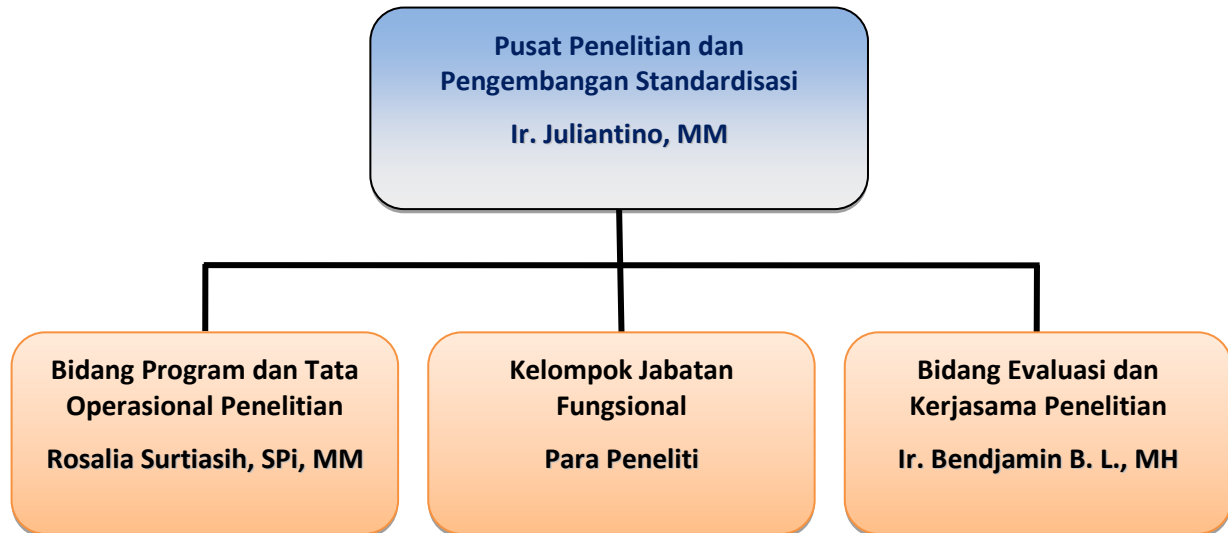 Pusat Penelitian dan
Pengembangan Standardisasi
Ir. Juliantino, MM
Bidang Program dan Tata
Operasional Penelitian
Rosalia Surtiasih, SPi, MM
Kelompok Jabatan
Fungsional
Para Peneliti
Bidang Evaluasi dan
Kerjasama Penelitian
Ir. Bendjamin B. L., MH